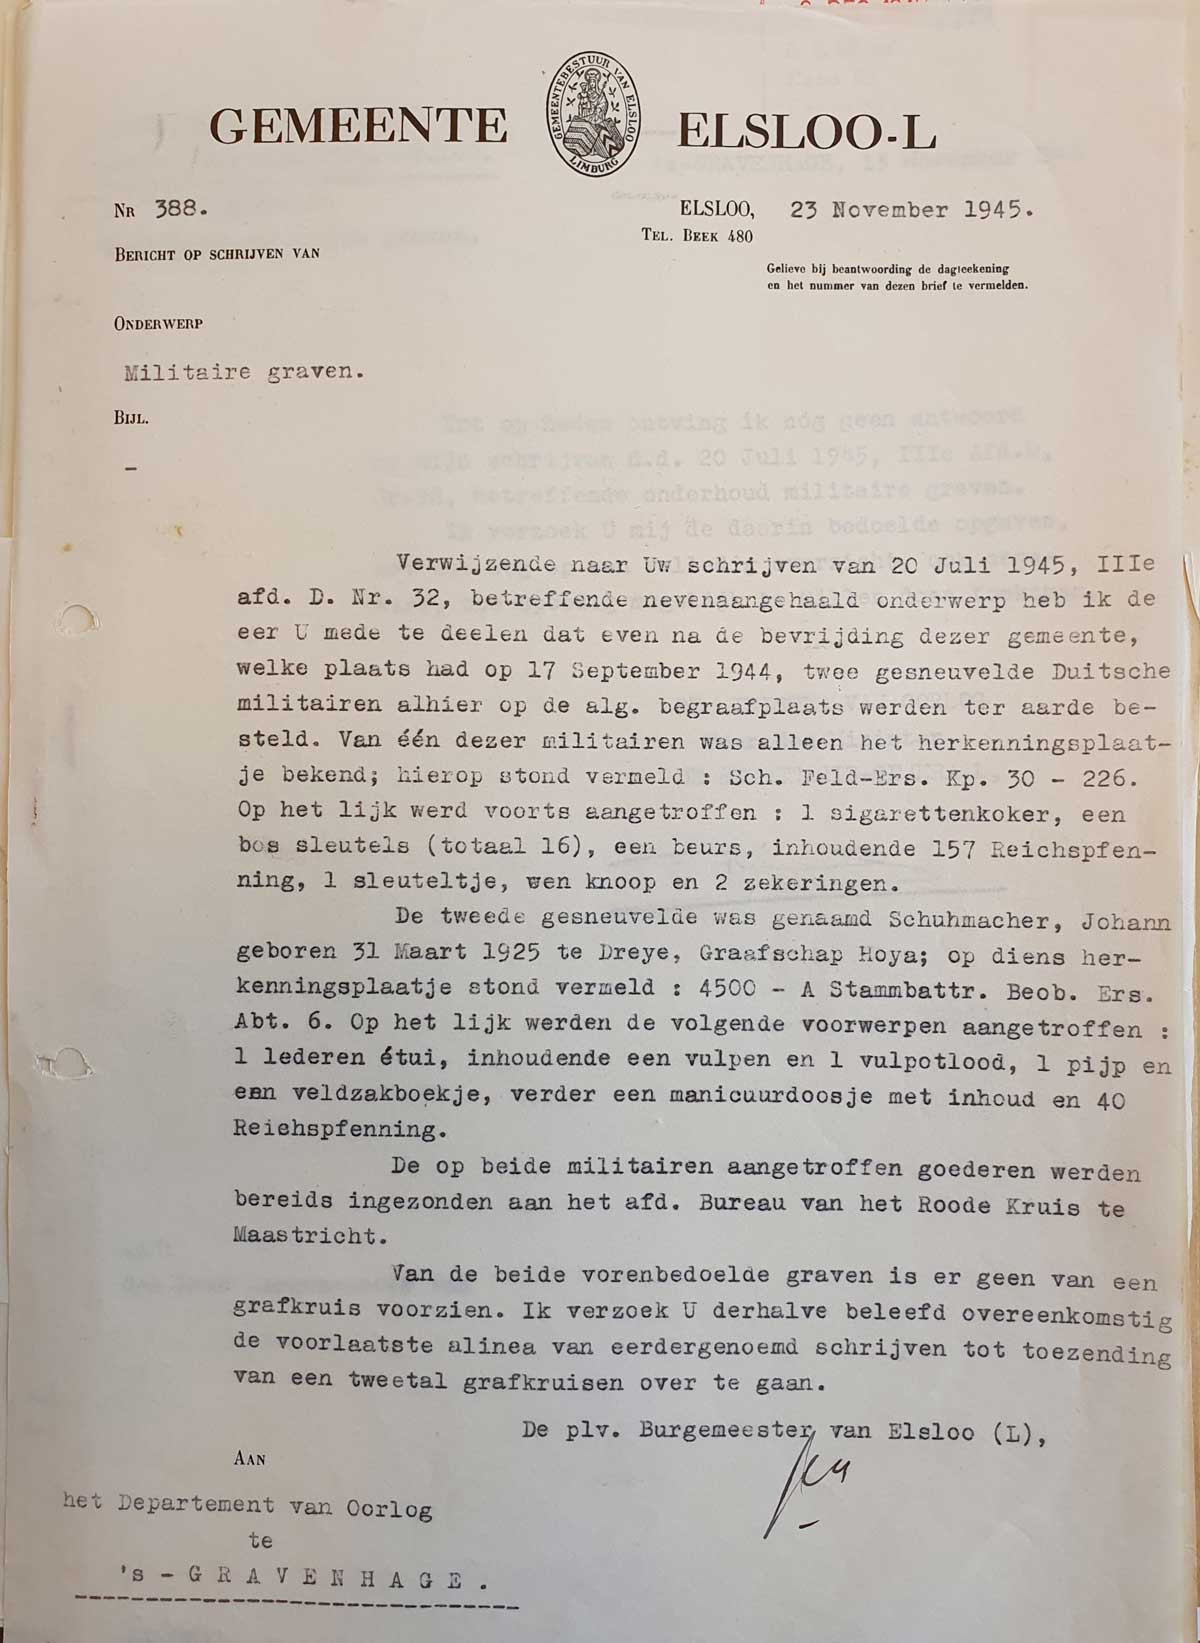 GEMEENTE ELSLOO-L
GEMEENTEBESTUUR VAN ELSLOO
LIMBURG
NR 388.
ELSLOO, 23 November 1945.
TEL. BEEK 480
BERICHT OP SCHRIJVEN VAN
Gelieve bij beantwoording de dagteekening
en het nummer van dezen brief te vermelden.
ONDERWERP
Militaire graven.
BIJL.
–
Verwijzende naar Uw schrijven van 20 Juli 1945, IIIe
afd. D. Nr. 32, betreffende nevenaangehaald onderwerp heb ik de
eer U mede te deelen dat even na de bevrijding dezer gemeente,
welke plaats had op 17 September 1944, twee gesneuvelde Duitsche
militairen alhier op de alg. begraafplaats werden ter aarde be-
steld. Van één dezer militairen was alleen het herkenningsplaat-
je bekend; hierop stond vermeld : Sch. Feld-Ers. Kp. 30 - 226.
Op het lijk werd voorts aangetroffen : 1 sigarettenkoker, een
bos sleutels (totaal 16), een beurs, inhoudende 157 Reichspfen-
ning, 1 sleuteltje, wen knoop en 2 zekeringen.
De tweede gesneuvelde was genaamd Schuhmacher, Johann
geboren 31 Maart 1925 te Dreye, Graafschap Hoya; op diens her-
kenningsplaatje stond vermeld : 4500 - A Stammbattr. Beob. Ers.
Abt. 6. Op het lijk werden de volgende voorwerpen aangetroffen :
1 lederen étui, inhoudende een vulpen en 1 vulpotlood, 1 pijp en
een veldzakboekje, verder een manicuurdoosje met inhoud en 40
Reiehspfenning.
De op beide militairen aangetroffen goederen werden
bereids ingezonden aan het afd. Bureau van het Roode Kruis te
Maastricht.
Van de beide vorenbedoelde graven is er geen van een
grafkruis voorzien. Ik verzoek U derhalve beleefd overeenkomstig
de voorlaatste alinea van eerdergenoemd schrijven tot toezending
van een tweetal grafkruisen over te gaan.
De plv. Burgemeester van Elsloo (L),
AAN
het Departement van Oorlog
te
's - GRAVENHAGE.